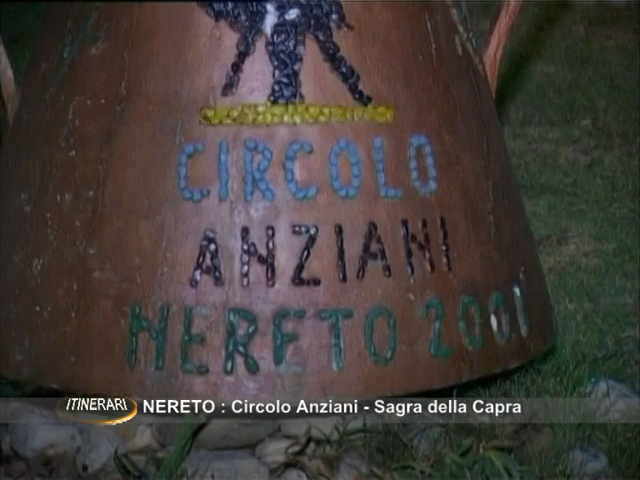 CIRCOLO
ANZIANI
NERETO 2001
ITINERARI NERETO : Circolo Anziani - Sagra della Capra